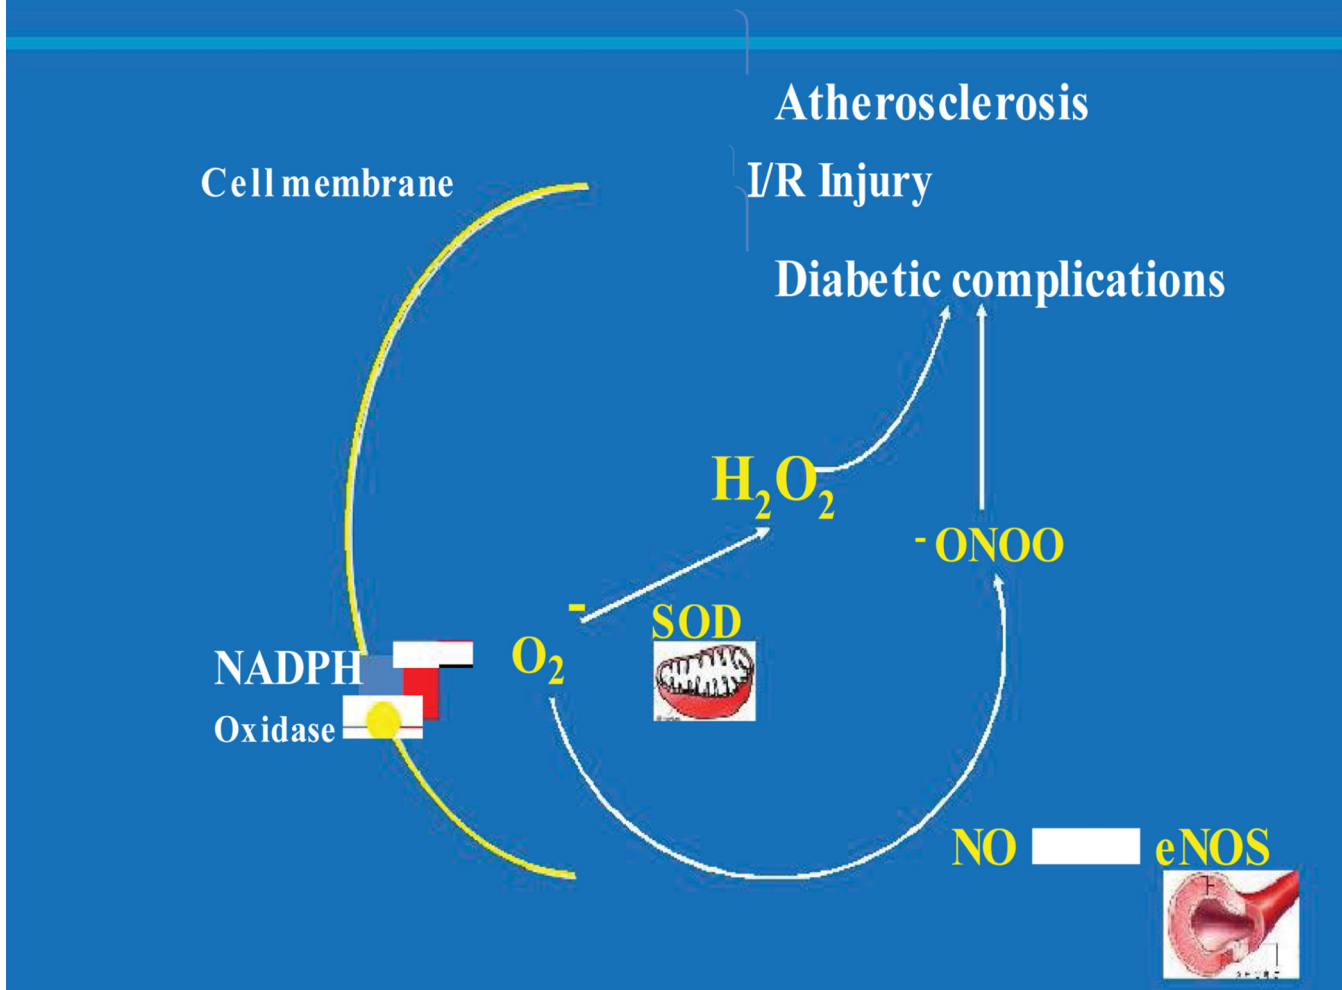 Atherosclerosis
Cell membrane
I/R Injury
Diabetic complications
H₂O₂
-ONOO
SOD
O₂-
NADPH
Oxidase
NO
eNOS